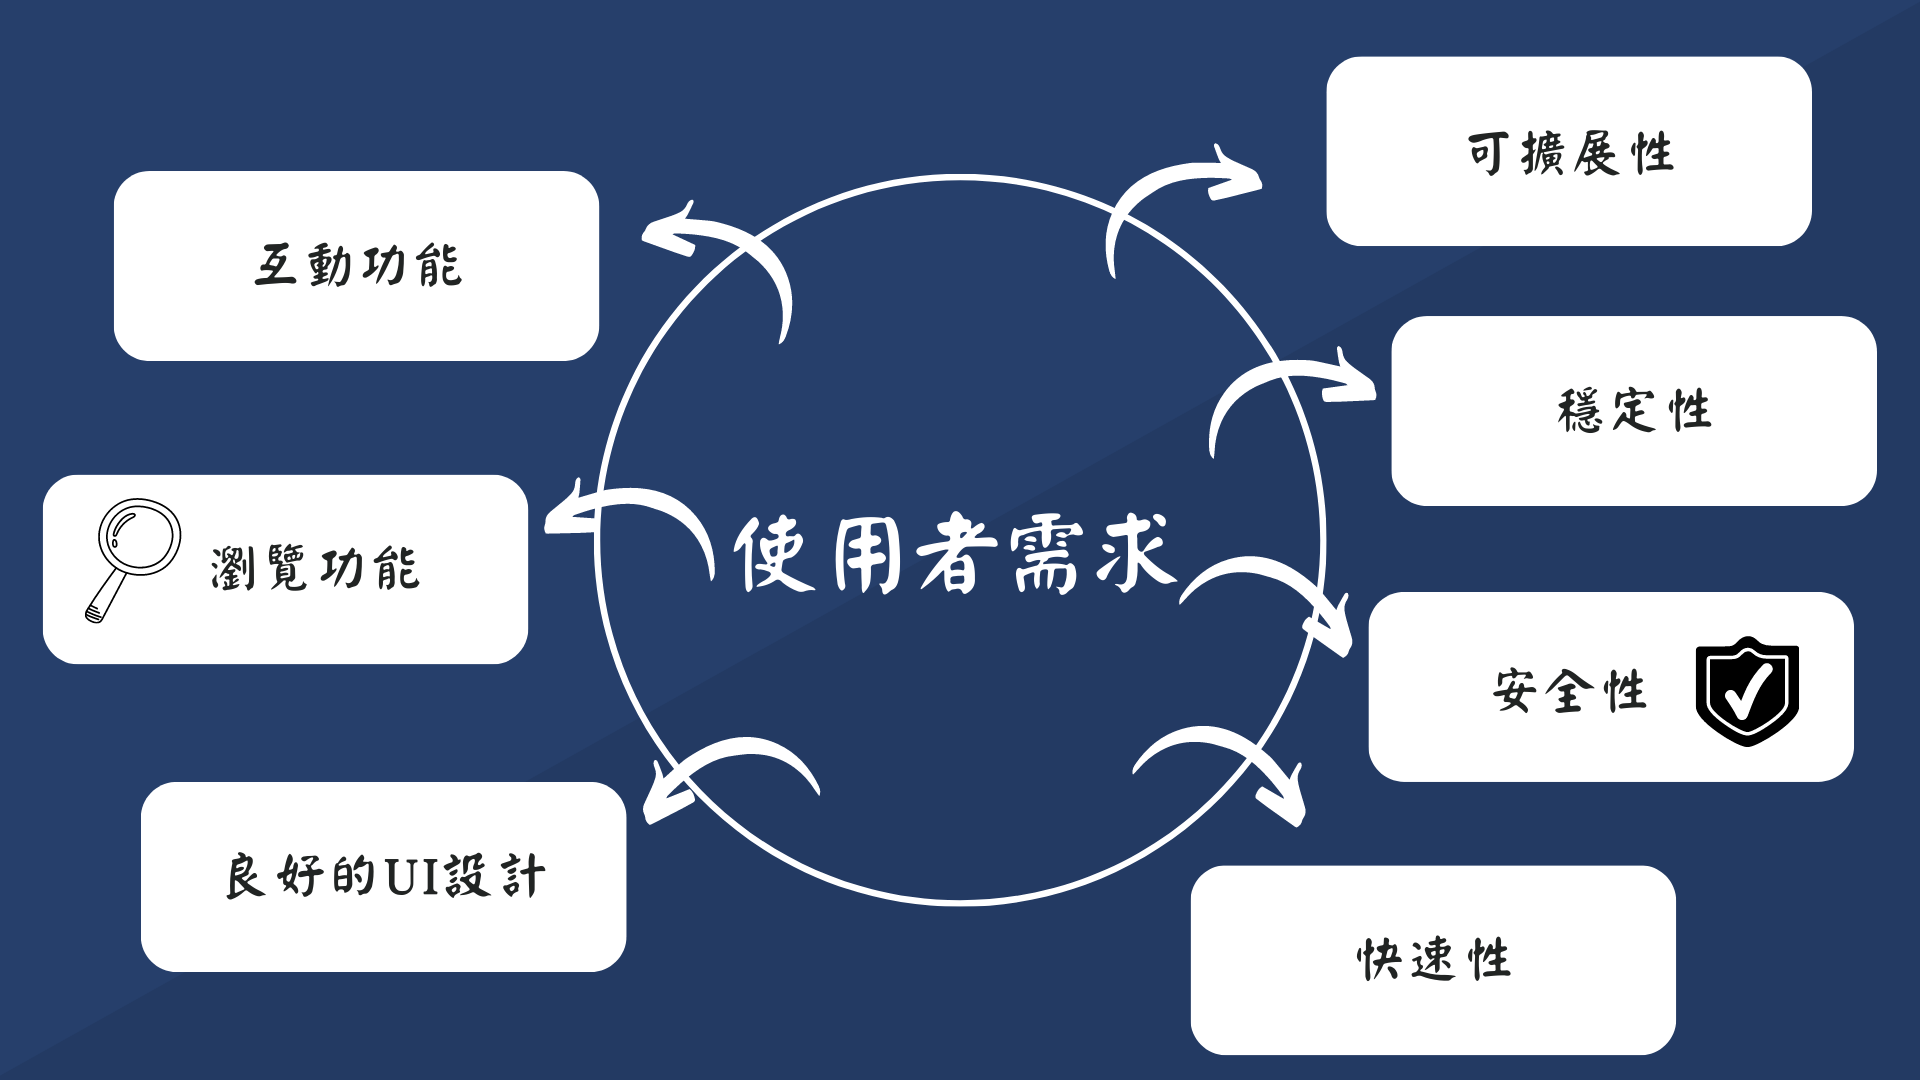 可擴展性
互動功能
穩定性
使用者需求
瀏覽功能
安全性
良好的UI設計
快速性